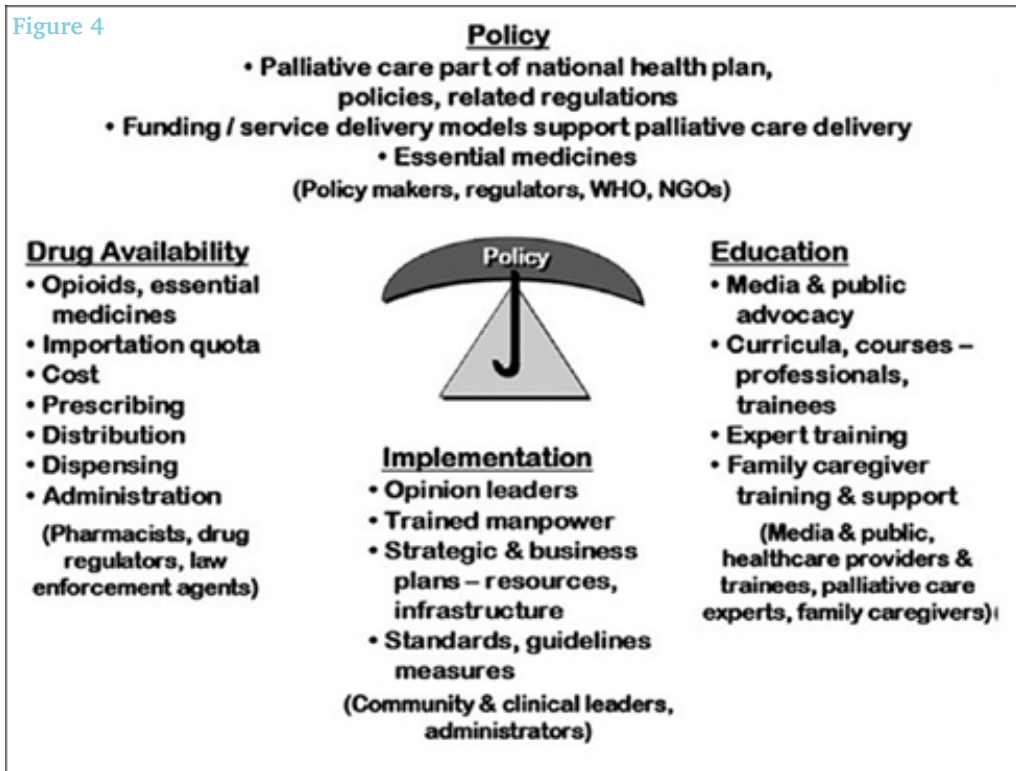 Figure 4
Policy
• Palliative care part of national health plan,
policies, related regulations
• Funding / service delivery models support palliative care delivery
• Essential medicines
(Policy makers, regulators, WHO, NGOs)
Policy
Drug Availability
• Opioids, essential
medicines
• Importation quota
• Cost
• Prescribing
• Distribution
• Dispensing
• Administration
(Pharmacists, drug
regulators, law
enforcement agents)
Implementation
• Opinion leaders
• Trained manpower
• Strategic & business
plans – resources,
infrastructure
• Standards, guidelines
measures
(Community & clinical leaders,
administrators)
Education
• Media & public
advocacy
• Curricula, courses –
professionals,
trainees
• Expert training
• Family caregiver
training & support
(Media & public,
healthcare providers &
trainees, palliative care
experts, family caregivers)(